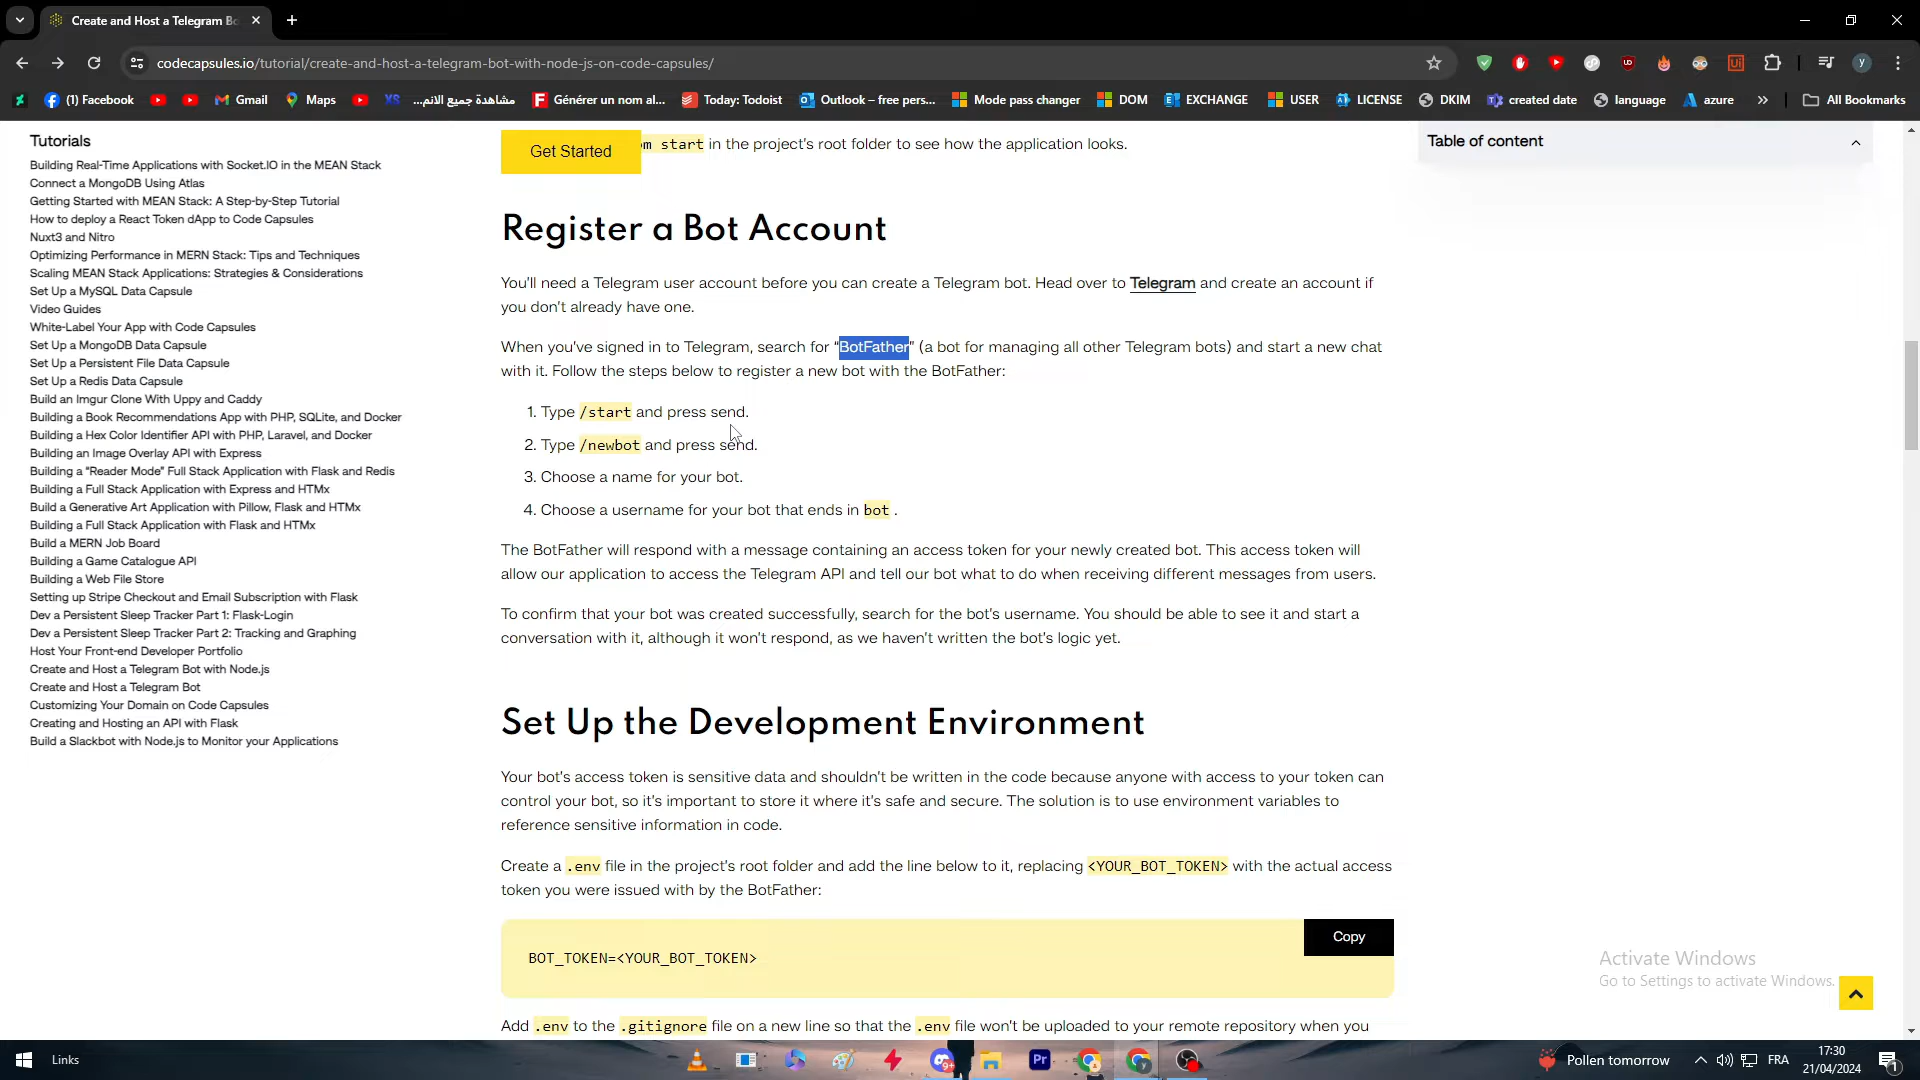 Create and Host a Telegram Bo
codecapsules.io/tutorial/create-and-host-a-telegram-bot-with-node-js-on-code-capsules/
(1) Facebook
Gmail
Maps
مشاهدة جميع الانم...
Générer un nom al...
Today: Todoist
Outlook – free pers...
Mode pass changer
DOM
EXCHANGE
USER
LICENSE
DKIM
created date
language
azure
All Bookmarks
Tutorials
Building Real-Time Applications with Socket.IO in the MEAN Stack
Connect a MongoDB Using Atlas
Getting Started with MEAN Stack: A Step-by-Step Tutorial
How to deploy a React Token dApp to Code Capsules
Nuxt3 and Nitro
Optimizing Performance in MERN Stack: Tips and Techniques
Scaling MEAN Stack Applications: Strategies & Considerations
Set Up a MySQL Data Capsule
Video Guides
White-Label Your App with Code Capsules
Set Up a MongoDB Data Capsule
Set Up a Persistent File Data Capsule
Set Up a Redis Data Capsule
Build an Imgur Clone With Uppy and Caddy
Building a Book Recommendations App with PHP, SQLite, and Docker
Building a Hex Color Identifier API with PHP, Laravel, and Docker
Building an Image Overlay API with Express
Building a "Reader Mode" Full Stack Application with Flask and Redis
Building a Full Stack Application with Express and HTMx
Build a Generative Art Application with Pillow, Flask and HTMx
Building a Full Stack Application with Flask and HTMx
Build a MERN Job Board
Building a Game Catalogue API
Building a Web File Store
Setting up Stripe Checkout and Email Subscription with Flask
Dev a Persistent Sleep Tracker Part 1: Flask-Login
Dev a Persistent Sleep Tracker Part 2: Tracking and Graphing
Host Your Front-end Developer Portfolio
Create and Host a Telegram Bot with Node.js
Create and Host a Telegram Bot
Customizing Your Domain on Code Capsules
Creating and Hosting an API with Flask
Build a Slackbot with Node.js to Monitor your Applications
Get Started
m start in the project's root folder to see how the application looks.
Register a Bot Account
You'll need a Telegram user account before you can create a Telegram bot. Head over to Telegram and create an account if
you don't already have one.
When you've signed in to Telegram, search for “BotFather” (a bot for managing all other Telegram bots) and start a new chat
with it. Follow the steps below to register a new bot with the BotFather:
1. Type /start and press send.
2. Type /newbot and press send.
3. Choose a name for your bot.
4. Choose a username for your bot that ends in bot .
The BotFather will respond with a message containing an access token for your newly created bot. This access token will
allow our application to access the Telegram API and tell our bot what to do when receiving different messages from users.
To confirm that your bot was created successfully, search for the bot's username. You should be able to see it and start a
conversation with it, although it won't respond, as we haven't written the bot's logic yet.
Set Up the Development Environment
Your bot's access token is sensitive data and shouldn't be written in the code because anyone with access to your token can
control your bot, so it's important to store it where it's safe and secure. The solution is to use environment variables to
reference sensitive information in code.
Create a .env file in the project's root folder and add the line below to it, replacing <YOUR_BOT_TOKEN> with the actual access
token you were issued with by the BotFather:
Copy
BOT_TOKEN=<YOUR_BOT_TOKEN>
Add .env to the .gitignore file on a new line so that the .env file won't be uploaded to your remote repository when you
Table of content
Activate Windows
Go to Settings to activate Windows.
Links
Pollen tomorrow
FRA
17:30
21/04/2024